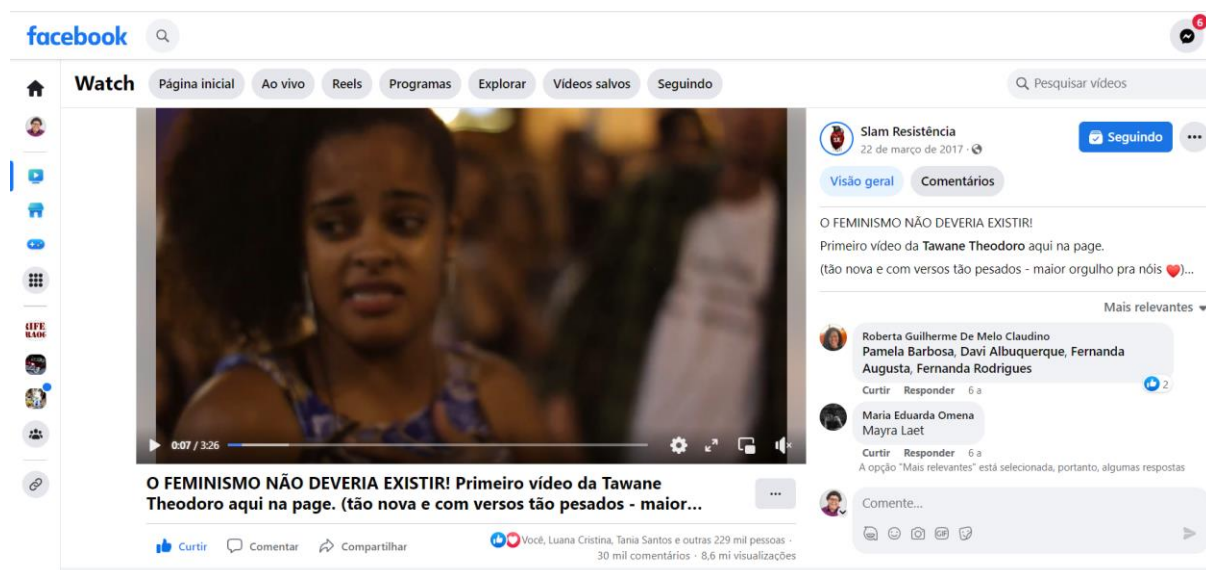 facebook
6
Watch
Página inicial
Ao vivo
Reels
Programas
Explorar
Vídeos salvos
Seguindo
Pesquisar vídeos
0:07 / 3:26
O FEMINISMO NÃO DEVERIA EXISTIR! Primeiro vídeo da Tawane
Theodoro aqui na page. (tão nova e com versos tão pesados - maior...
Curtir
Comentar
Compartilhar
Você, Luana Cristina, Tania Santos e outras 229 mil pessoas ·
30 mil comentários · 8,6 mi visualizações
Slam Resistência
22 de março de 2017 ·
Seguindo
Visão geral
Comentários
O FEMINISMO NÃO DEVERIA EXISTIR!
Primeiro vídeo da Tawane Theodoro aqui na page.
(tão nova e com versos tão pesados - maior orgulho pra nóis ❤️)...
Mais relevantes
Roberta Guilherme De Melo Claudino
Pamela Barbosa, Davi Albuquerque, Fernanda
Augusta, Fernanda Rodrigues
Curtir Responder 6 a
2
Maria Eduarda Omena
Mayra Laet
Curtir Responder 6 a
A opção "Mais relevantes" está selecionada, portanto, algumas respostas
Comente...
GIF